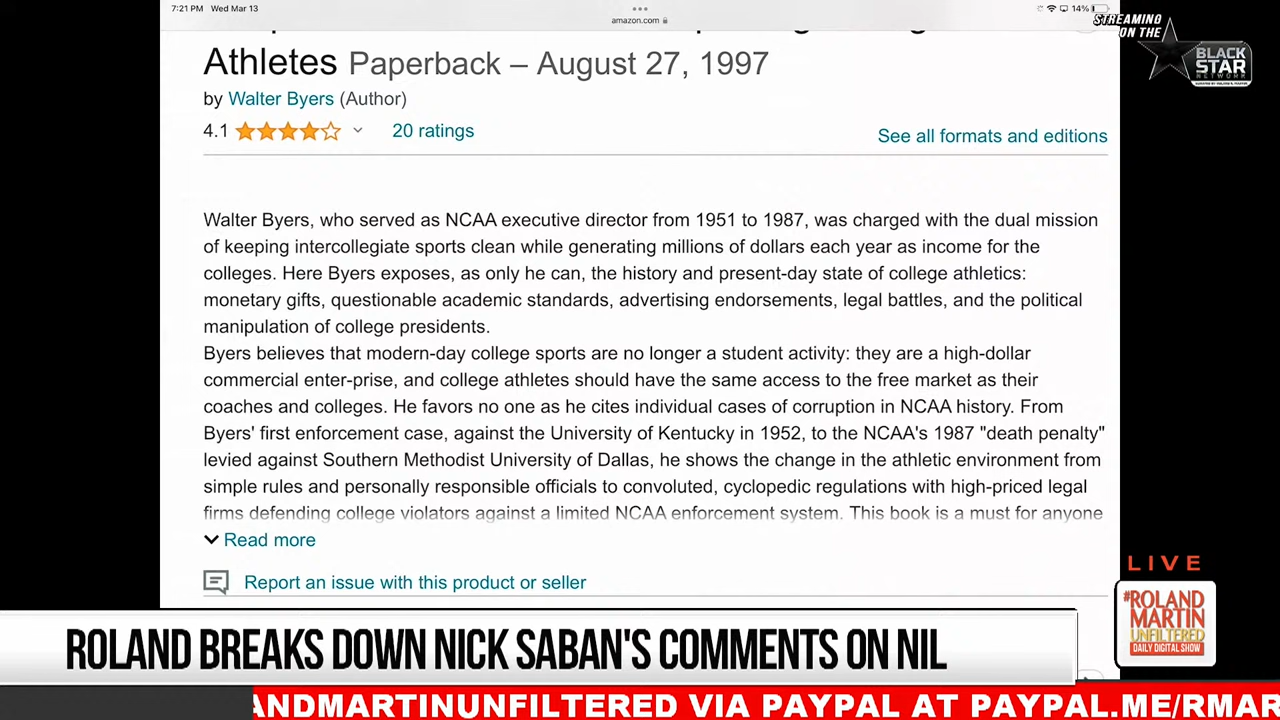 7:21 PM Wed Mar 13
amazon.com
14%
STREAMING
ON THE
BLACK
STAR
NETWORK
Athletes Paperback – August 27, 1997
by Walter Byers (Author)
4.1 20 ratings
See all formats and editions
Walter Byers, who served as NCAA executive director from 1951 to 1987, was charged with the dual mission
of keeping intercollegiate sports clean while generating millions of dollars each year as income for the
colleges. Here Byers exposes, as only he can, the history and present-day state of college athletics:
monetary gifts, questionable academic standards, advertising endorsements, legal battles, and the political
manipulation of college presidents.
Byers believes that modern-day college sports are no longer a student activity: they are a high-dollar
commercial enter-prise, and college athletes should have the same access to the free market as their
coaches and colleges. He favors no one as he cites individual cases of corruption in NCAA history. From
Byers' first enforcement case, against the University of Kentucky in 1952, to the NCAA's 1987 "death penalty"
levied against Southern Methodist University of Dallas, he shows the change in the athletic environment from
simple rules and personally responsible officials to convoluted, cyclopedic regulations with high-priced legal
firms defending college violators against a limited NCAA enforcement system. This book is a must for anyone
Read more
Report an issue with this product or seller
LIVE
#ROLAND
MARTIN
UNFILTERED
DAILY DIGITAL SHOW
ROLAND BREAKS DOWN NICK SABAN'S COMMENTS ON NIL
ANDMARTINUNFILTERED VIA PAYPAL AT PAYPAL.ME/RMAR